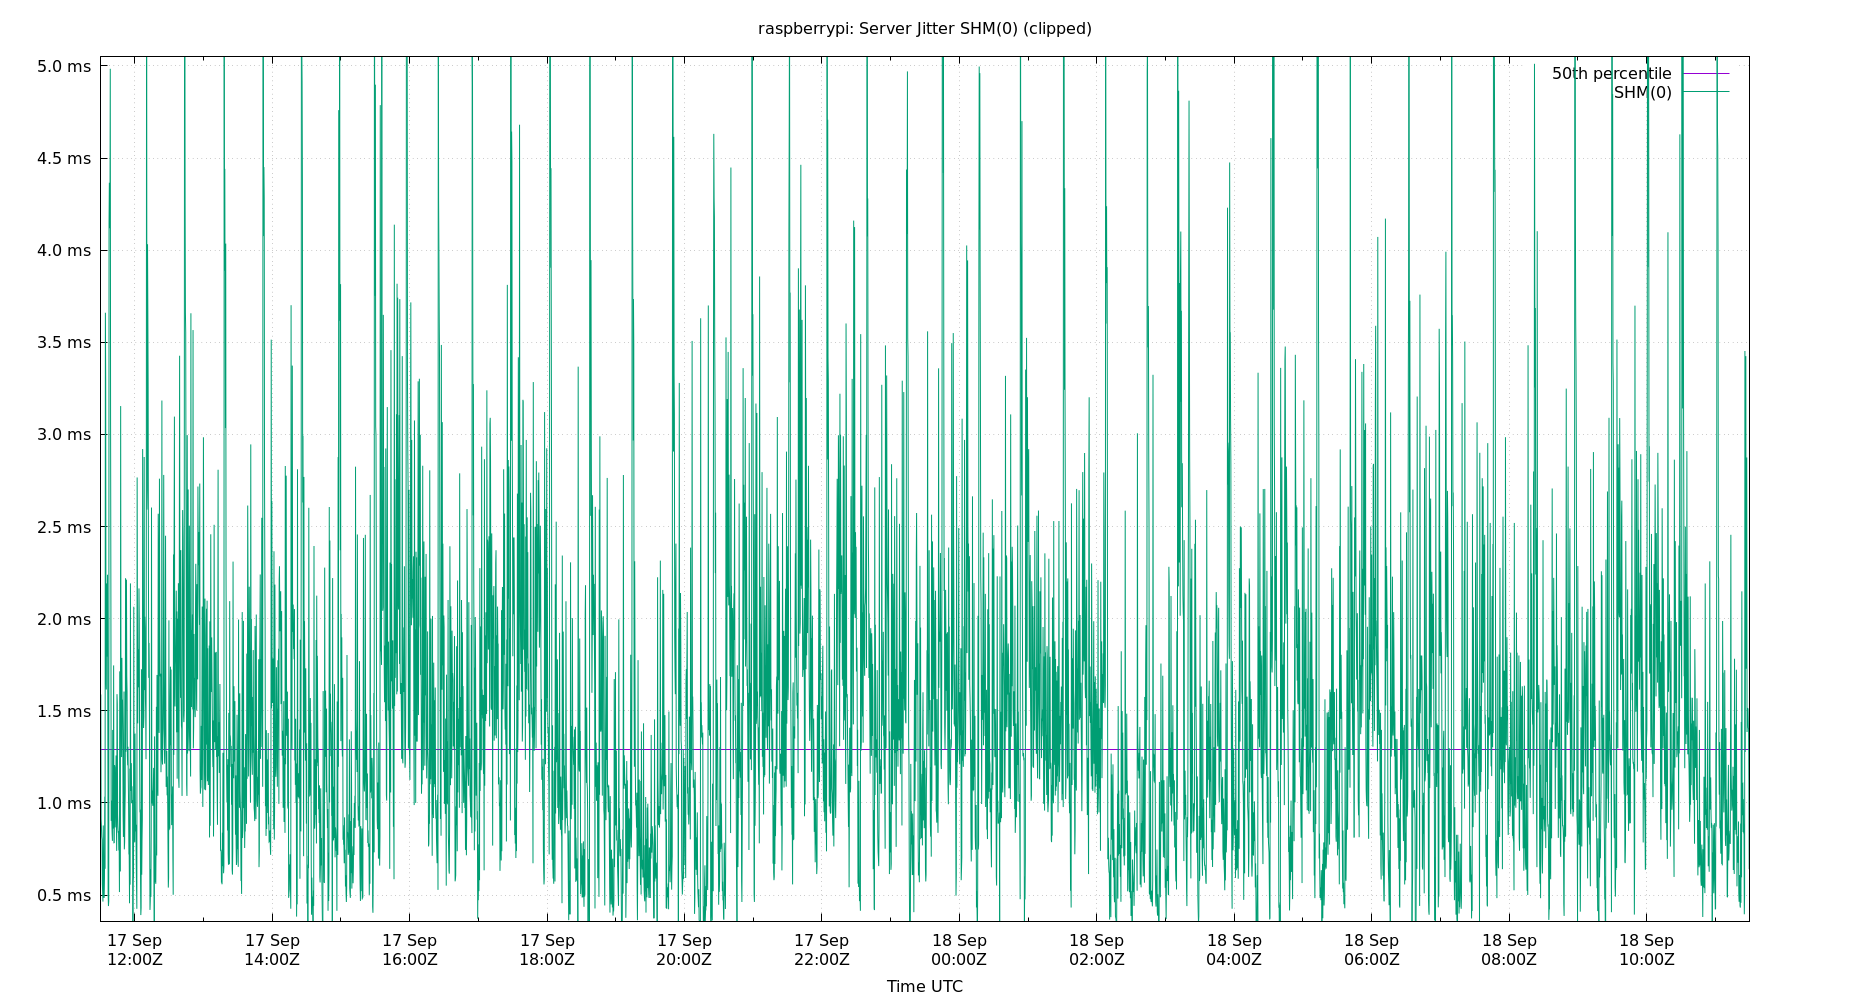 raspberrypi: Server Jitter SHM(0) (clipped)
50th percentile
SHM(0)
5.0 ms
4.5 ms
4.0 ms
3.5 ms
3.0 ms
2.5 ms
2.0 ms
1.5 ms
1.0 ms
0.5 ms
17 Sep 17 Sep 17 Sep 17 Sep 17 Sep 17 Sep 18 Sep 18 Sep 18 Sep 18 Sep 18 Sep 18 Sep
12:00Z 14:00Z 16:00Z 18:00Z 20:00Z 22:00Z 00:00Z 02:00Z 04:00Z 06:00Z 08:00Z 10:00Z
Time UTC